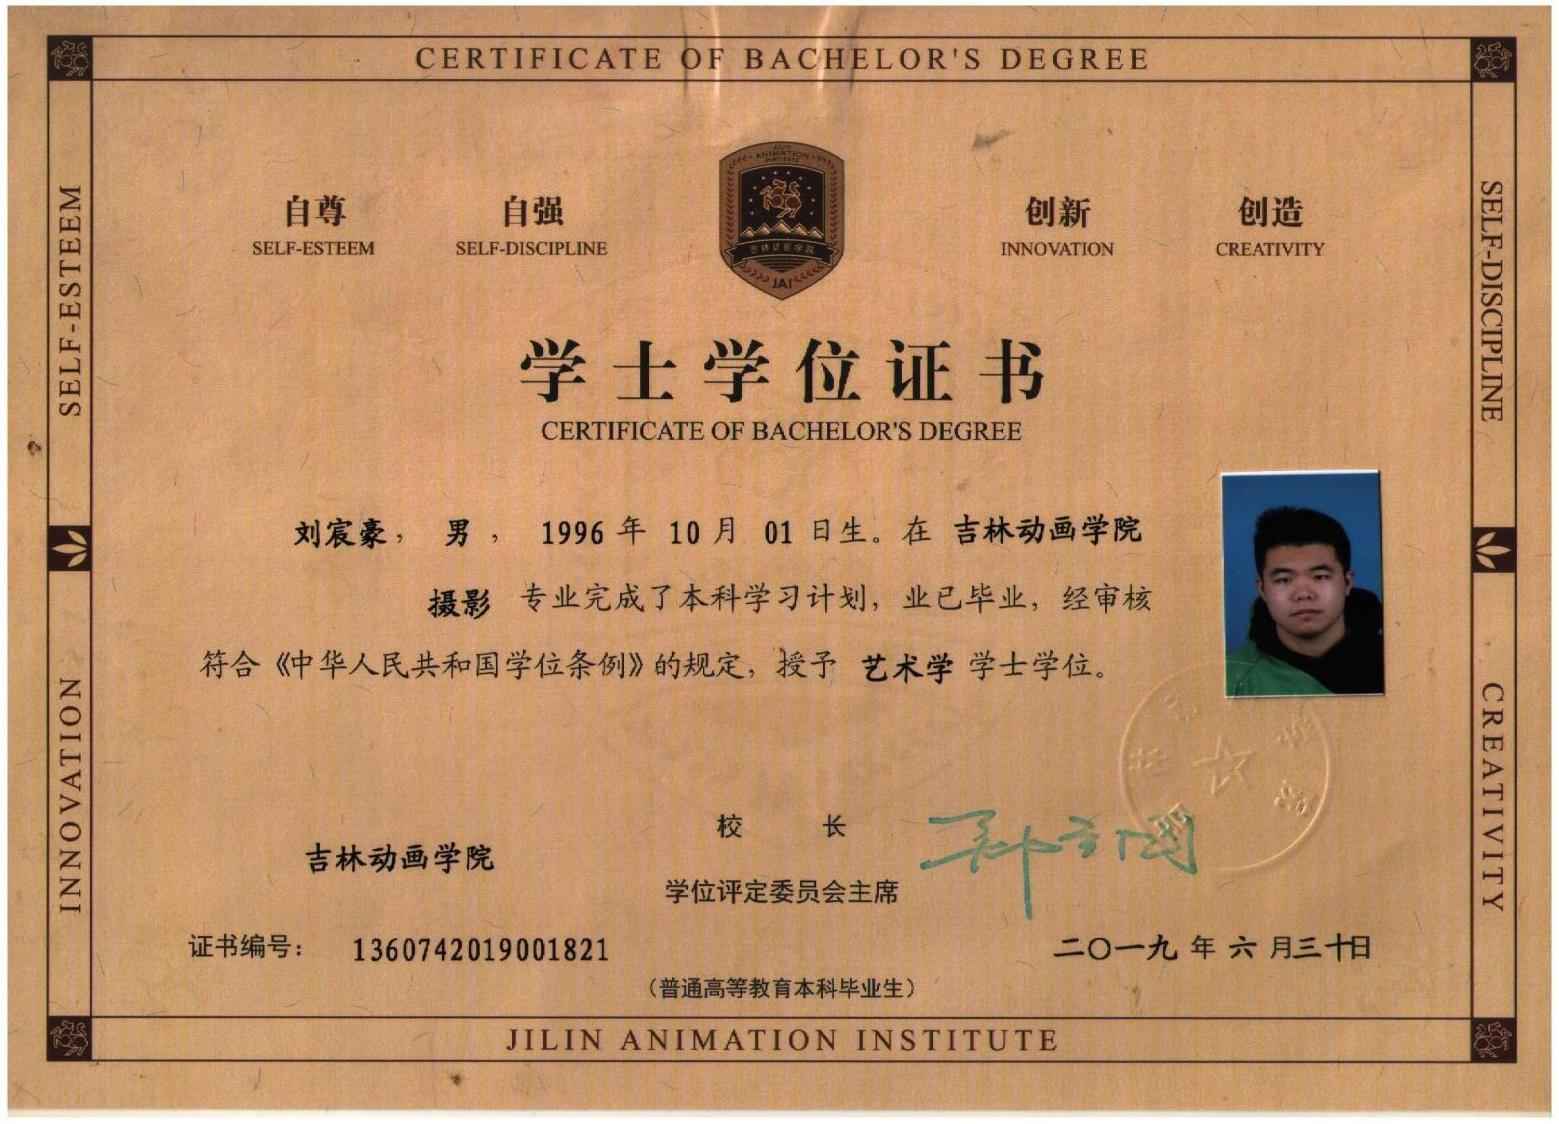 CERTIFICATE OF BACHELOR'S DEGREE
自尊 自强 创新 创造
SELF-ESTEEM SELF-DISCIPLINE INNOVATION CREATIVITY
吉林动画学院
JAI
学士学位证书
CERTIFICATE OF BACHELOR'S DEGREE
刘宸豪， 男， 1996 年 10 月 01 日生。在 吉林动画学院
摄影 专业完成了本科学习计划，业已毕业，经审核
符合《中华人民共和国学位条例》的规定，授予 艺术学 学士学位。
校 长
吉林动画学院
学位评定委员会主席
证书编号： 1360742019001821
二〇一九 年 六 月三十日
（普通高等教育本科毕业生）
JILIN ANIMATION INSTITUTE
SELF-ESTEEM
INNOVATION
SELF-DISCIPLINE
CREATIVITY